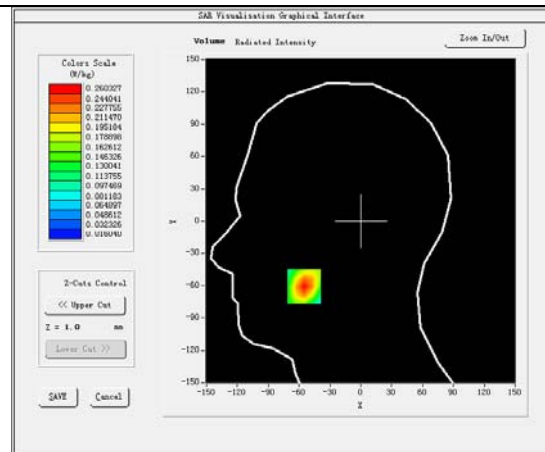 SAR Visualisation Graphical Interface
Volume Radiated Intensity
Zoom In/Out
Colors Scale
(W/kg)
0.260327
0.244041
0.227755
0.211470
0.195184
0.178898
0.162612
0.146326
0.130041
0.113755
0.097469
0.081183
0.064897
0.048612
0.032326
0.016040
Z-Cuts Control
<< Upper Cut
Z = 1.0 mm
Lower Cut >>
SAVE Cancel
150
120
90
60
30
0
-30
-60
-90
-120
-150
Y
-150 -120 -90 -60 -30 0 30 60 90 120 150
X